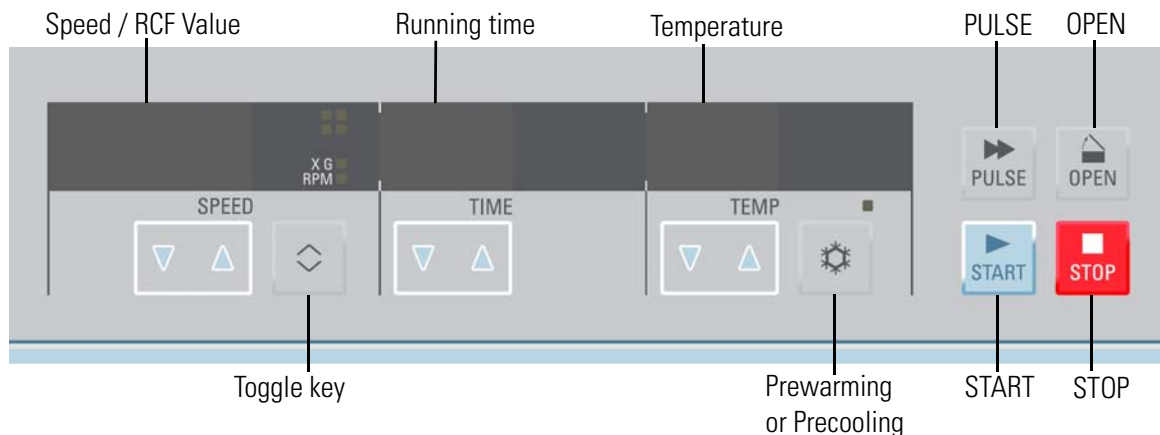 Speed / RCF Value
Running time
Temperature
PULSE
OPEN
X G
RPM
SPEED
TIME
TEMP
PULSE
OPEN
START
STOP
Toggle key
Prewarming
or Precooling
START
STOP